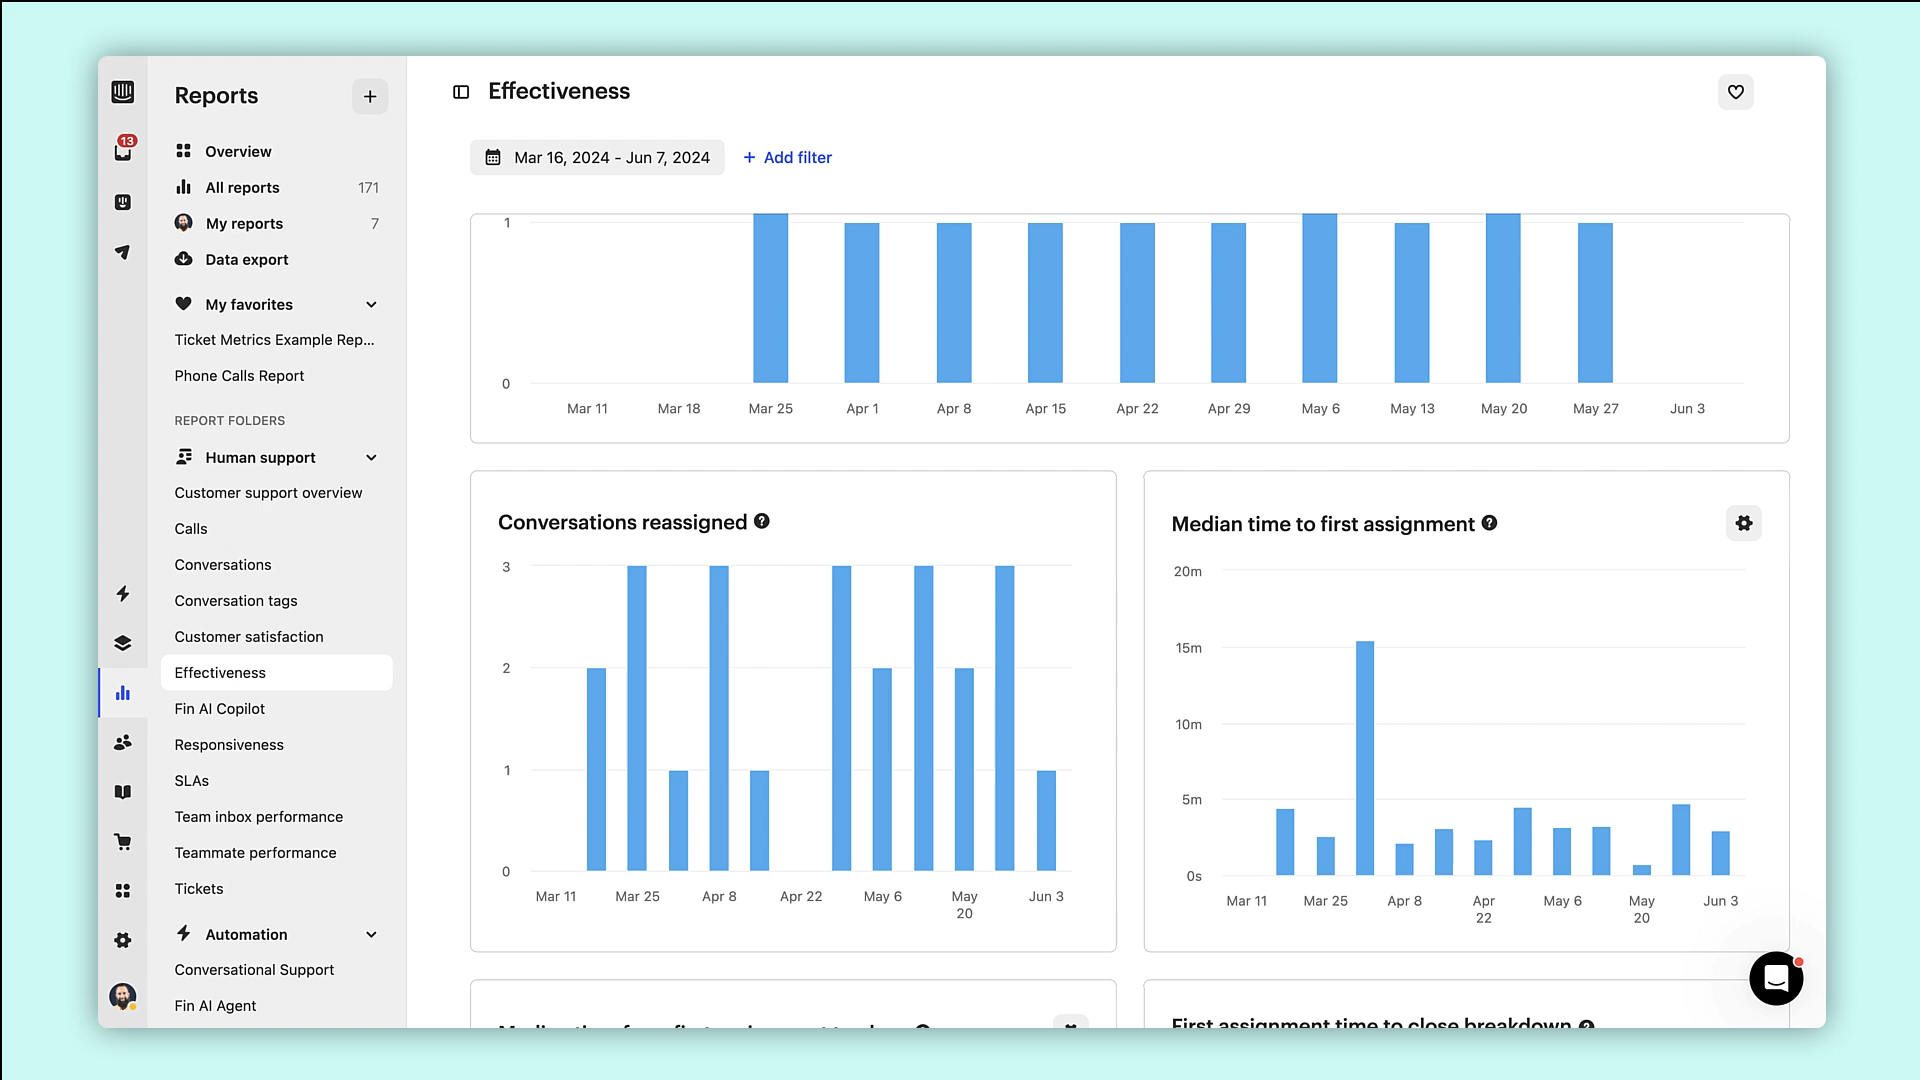 13
Reports
Overview
All reports 171
My reports 7
Data export
My favorites
Ticket Metrics Example Rep...
Phone Calls Report
REPORT FOLDERS
Human support
Customer support overview
Calls
Conversations
Conversation tags
Customer satisfaction
Effectiveness
Fin AI Copilot
Responsiveness
SLAs
Team inbox performance
Teammate performance
Tickets
Automation
Conversational Support
Fin AI Agent
Effectiveness
Mar 16, 2024 - Jun 7, 2024 + Add filter
1
0
Mar 11 Mar 18 Mar 25 Apr 1 Apr 8 Apr 15 Apr 22 Apr 29 May 6 May 13 May 20 May 27 Jun 3
Conversations reassigned
3
2
1
0
Mar 11 Mar 25 Apr 8 Apr 22 May 6 May 20 Jun 3
Median time to first assignment
20m
15m
10m
5m
0s
Mar 11 Mar 25 Apr 8 Apr 22 May 6 May 20 Jun 3
First assignment time to close breakdown